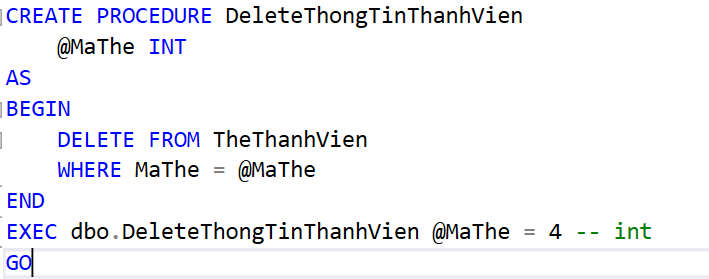 CREATE PROCEDURE DeleteThongTinThanhVien
    @MaThe INT
AS
BEGIN
    DELETE FROM TheThanhVien
    WHERE MaThe = @MaThe
END
EXEC dbo.DeleteThongTinThanhVien @MaThe = 4 -- int
GO